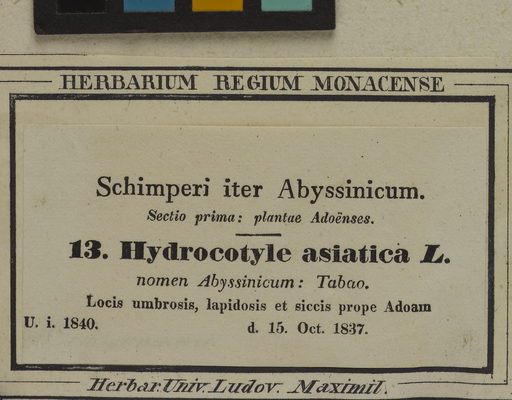 HERBARIUM REGIUM MONACENSE
Schimperi iter Abyssinicum.
Sectio prima: plantae Adoënses.
13. Hydrocotyle asiatica L.
nomen Abyssinicum: Tabao.
Locis umbrosis, lapidosis et siccis prope Adoam
U. i. 1840. d. 15. Oct. 1837.
Herbar. Univ. Ludov. Maximil.